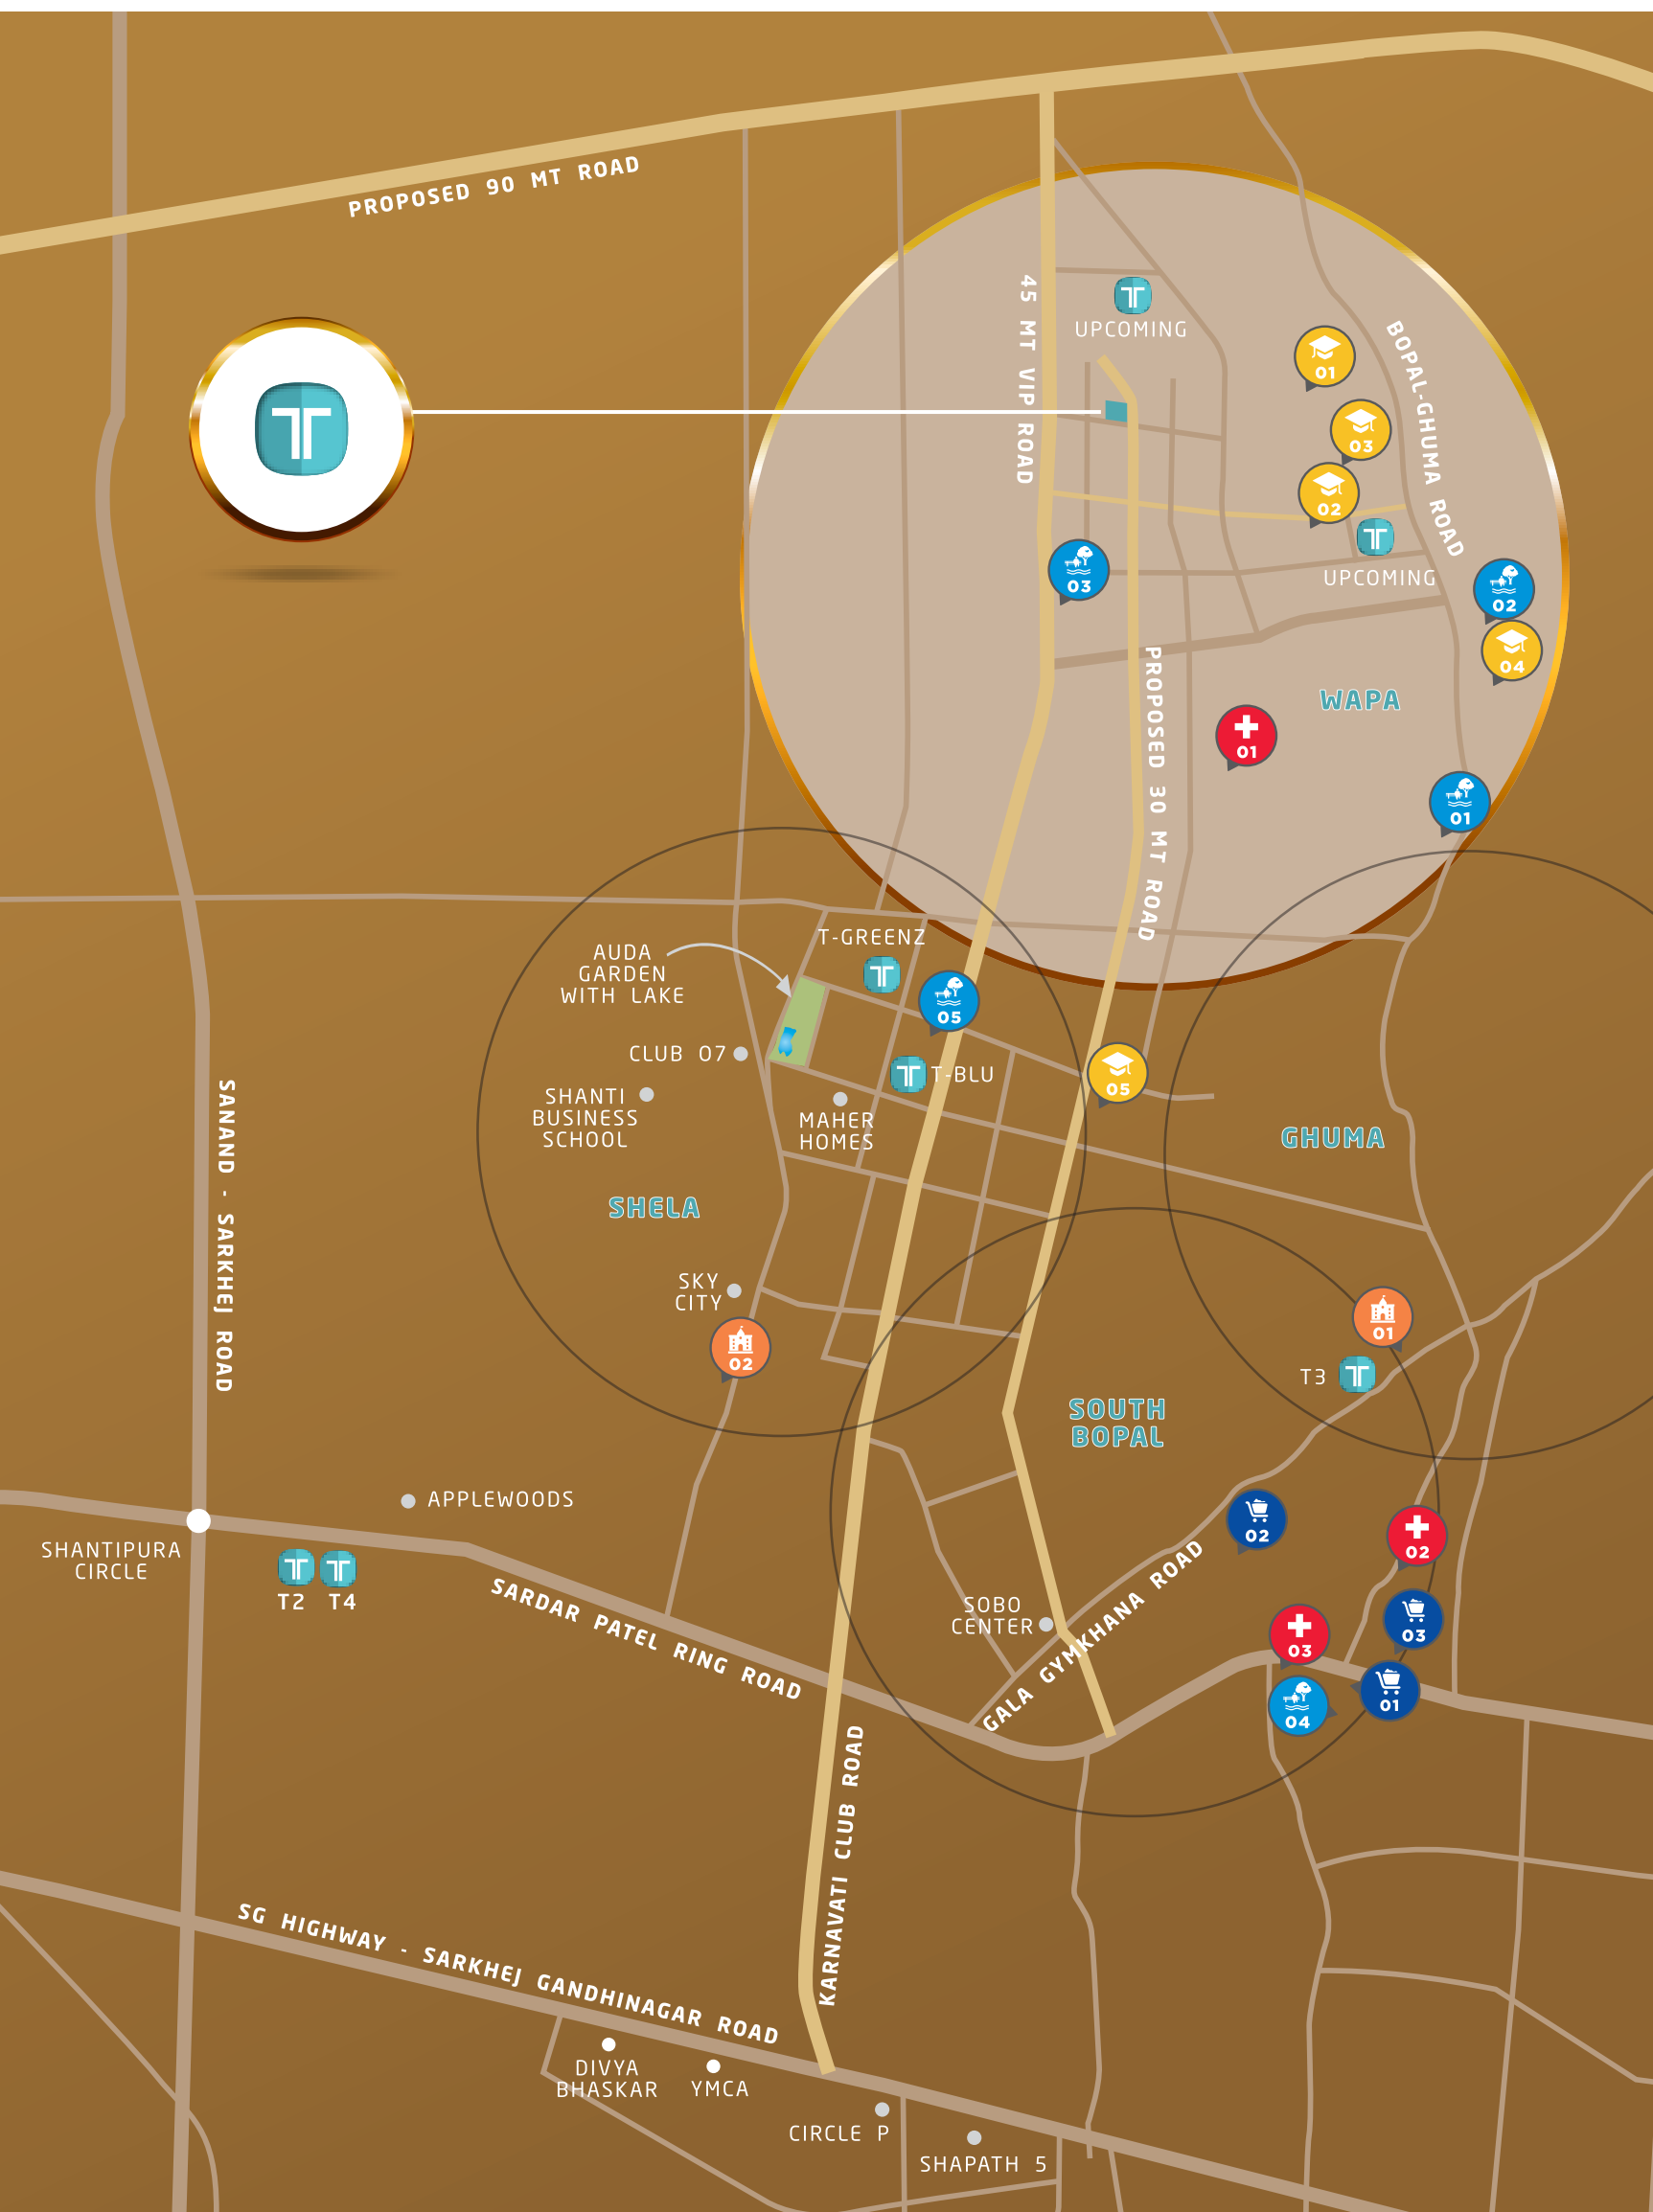 PROPOSED 90 MT ROAD
45 MT VIP ROAD
UPCOMING
BOPAL-GHUMA ROAD
01
03
02
UPCOMING
03
02
04
PROPOSED 30 MT ROAD
WAPA
01
01
T-GREENZ
AUDA
GARDEN
WITH LAKE
05
CLUB 07
T-BLU
05
SHANTI
BUSINESS
SCHOOL
MAHER
HOMES
GHUMA
SANAND - SARKHEJ ROAD
SHELA
SKY
CITY
02
01
T3
SOUTH
BOPAL
APPLEWOODS
SHANTIPURA
CIRCLE
T2 T4
SARDAR PATEL RING ROAD
02
02
SOBO
CENTER
GALA GYMKHANA ROAD
03
03
01
04
KARNAVATI CLUB ROAD
SG HIGHWAY - SARKHEJ GANDHINAGAR ROAD
DIVYA
BHASKAR
YMCA
CIRCLE P
SHAPATH 5